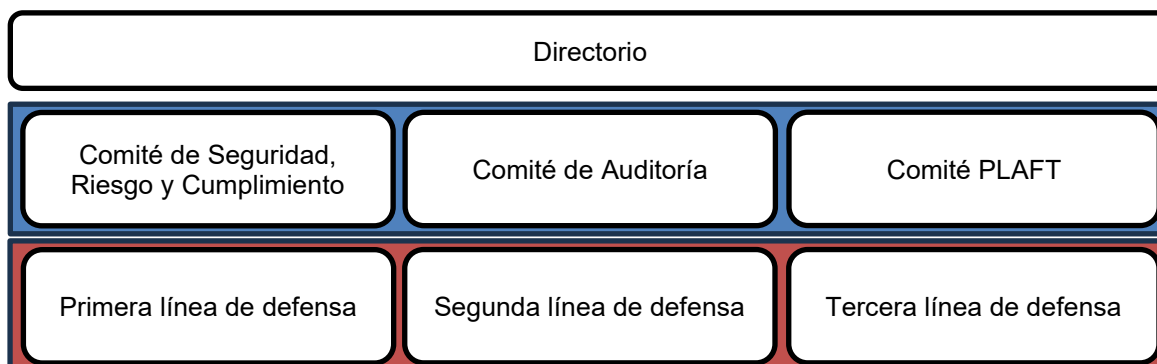 Directorio
Comité de Seguridad,
Riesgo y Cumplimiento
Comité de Auditoría
Comité PLAFT
Primera línea de defensa
Segunda línea de defensa
Tercera línea de defensa